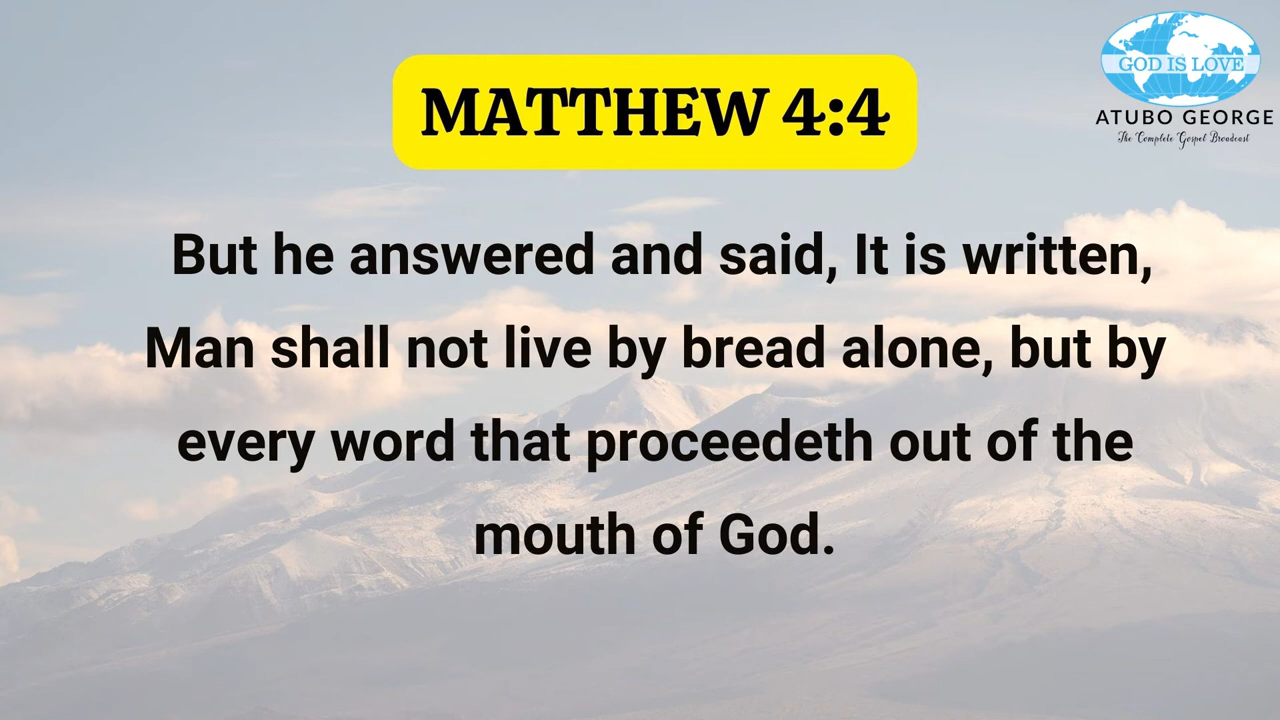 MATTHEW 4:4
GOD IS LOVE
ATUBO GEORGE
The Complete Gospel Broadcast
But he answered and said, It is written,
Man shall not live by bread alone, but by
every word that proceedeth out of the
mouth of God.